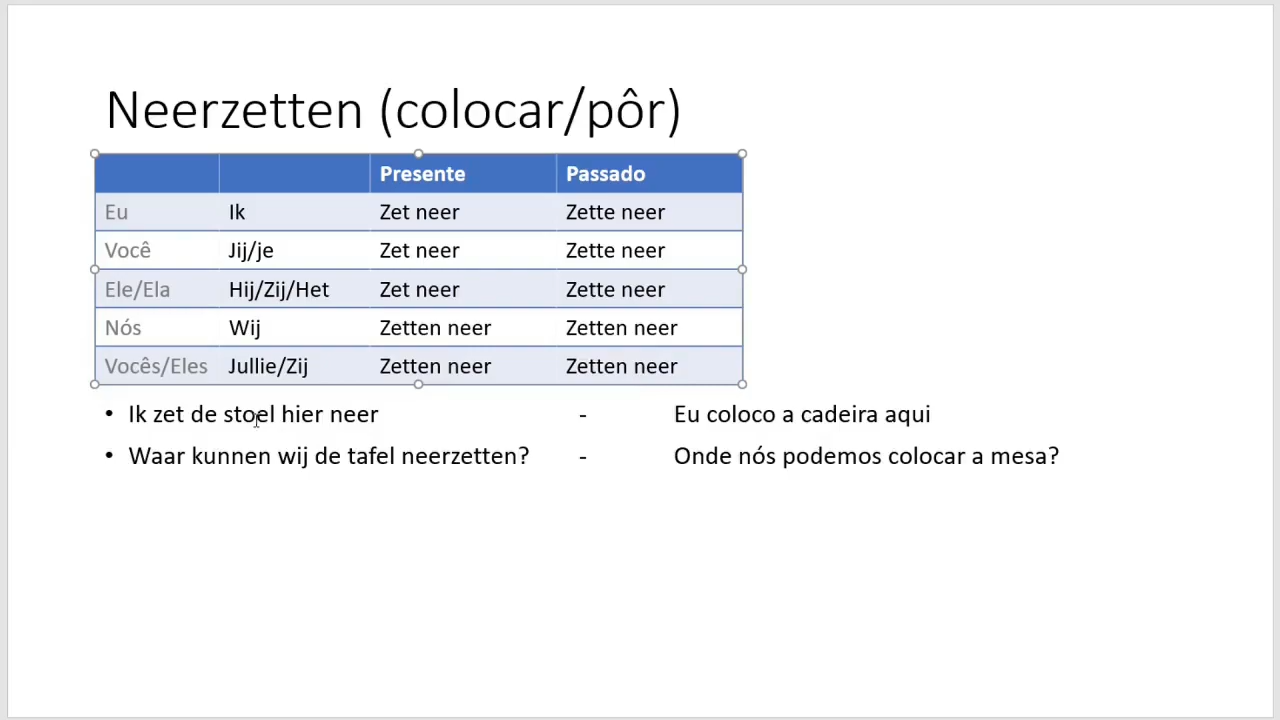 Neerzetten (colocar/pôr)
Presente Passado
Eu Ik Zet neer Zette neer
Você Jij/je Zet neer Zette neer
Ele/Ela Hij/Zij/Het Zet neer Zette neer
Nós Wij Zetten neer Zetten neer
Vocês/Eles Jullie/Zij Zetten neer Zetten neer
• Ik zet de stoel hier neer - Eu coloco a cadeira aqui
• Waar kunnen wij de tafel neerzetten? - Onde nós podemos colocar a mesa?